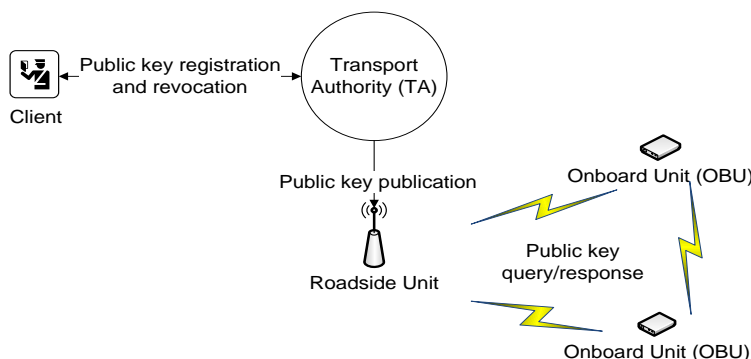 Public key registration
and revocation
Client
Transport
Authority (TA)
Public key publication
Roadside Unit
Onboard Unit (OBU)
Public key
query/response
Onboard Unit (OBU)